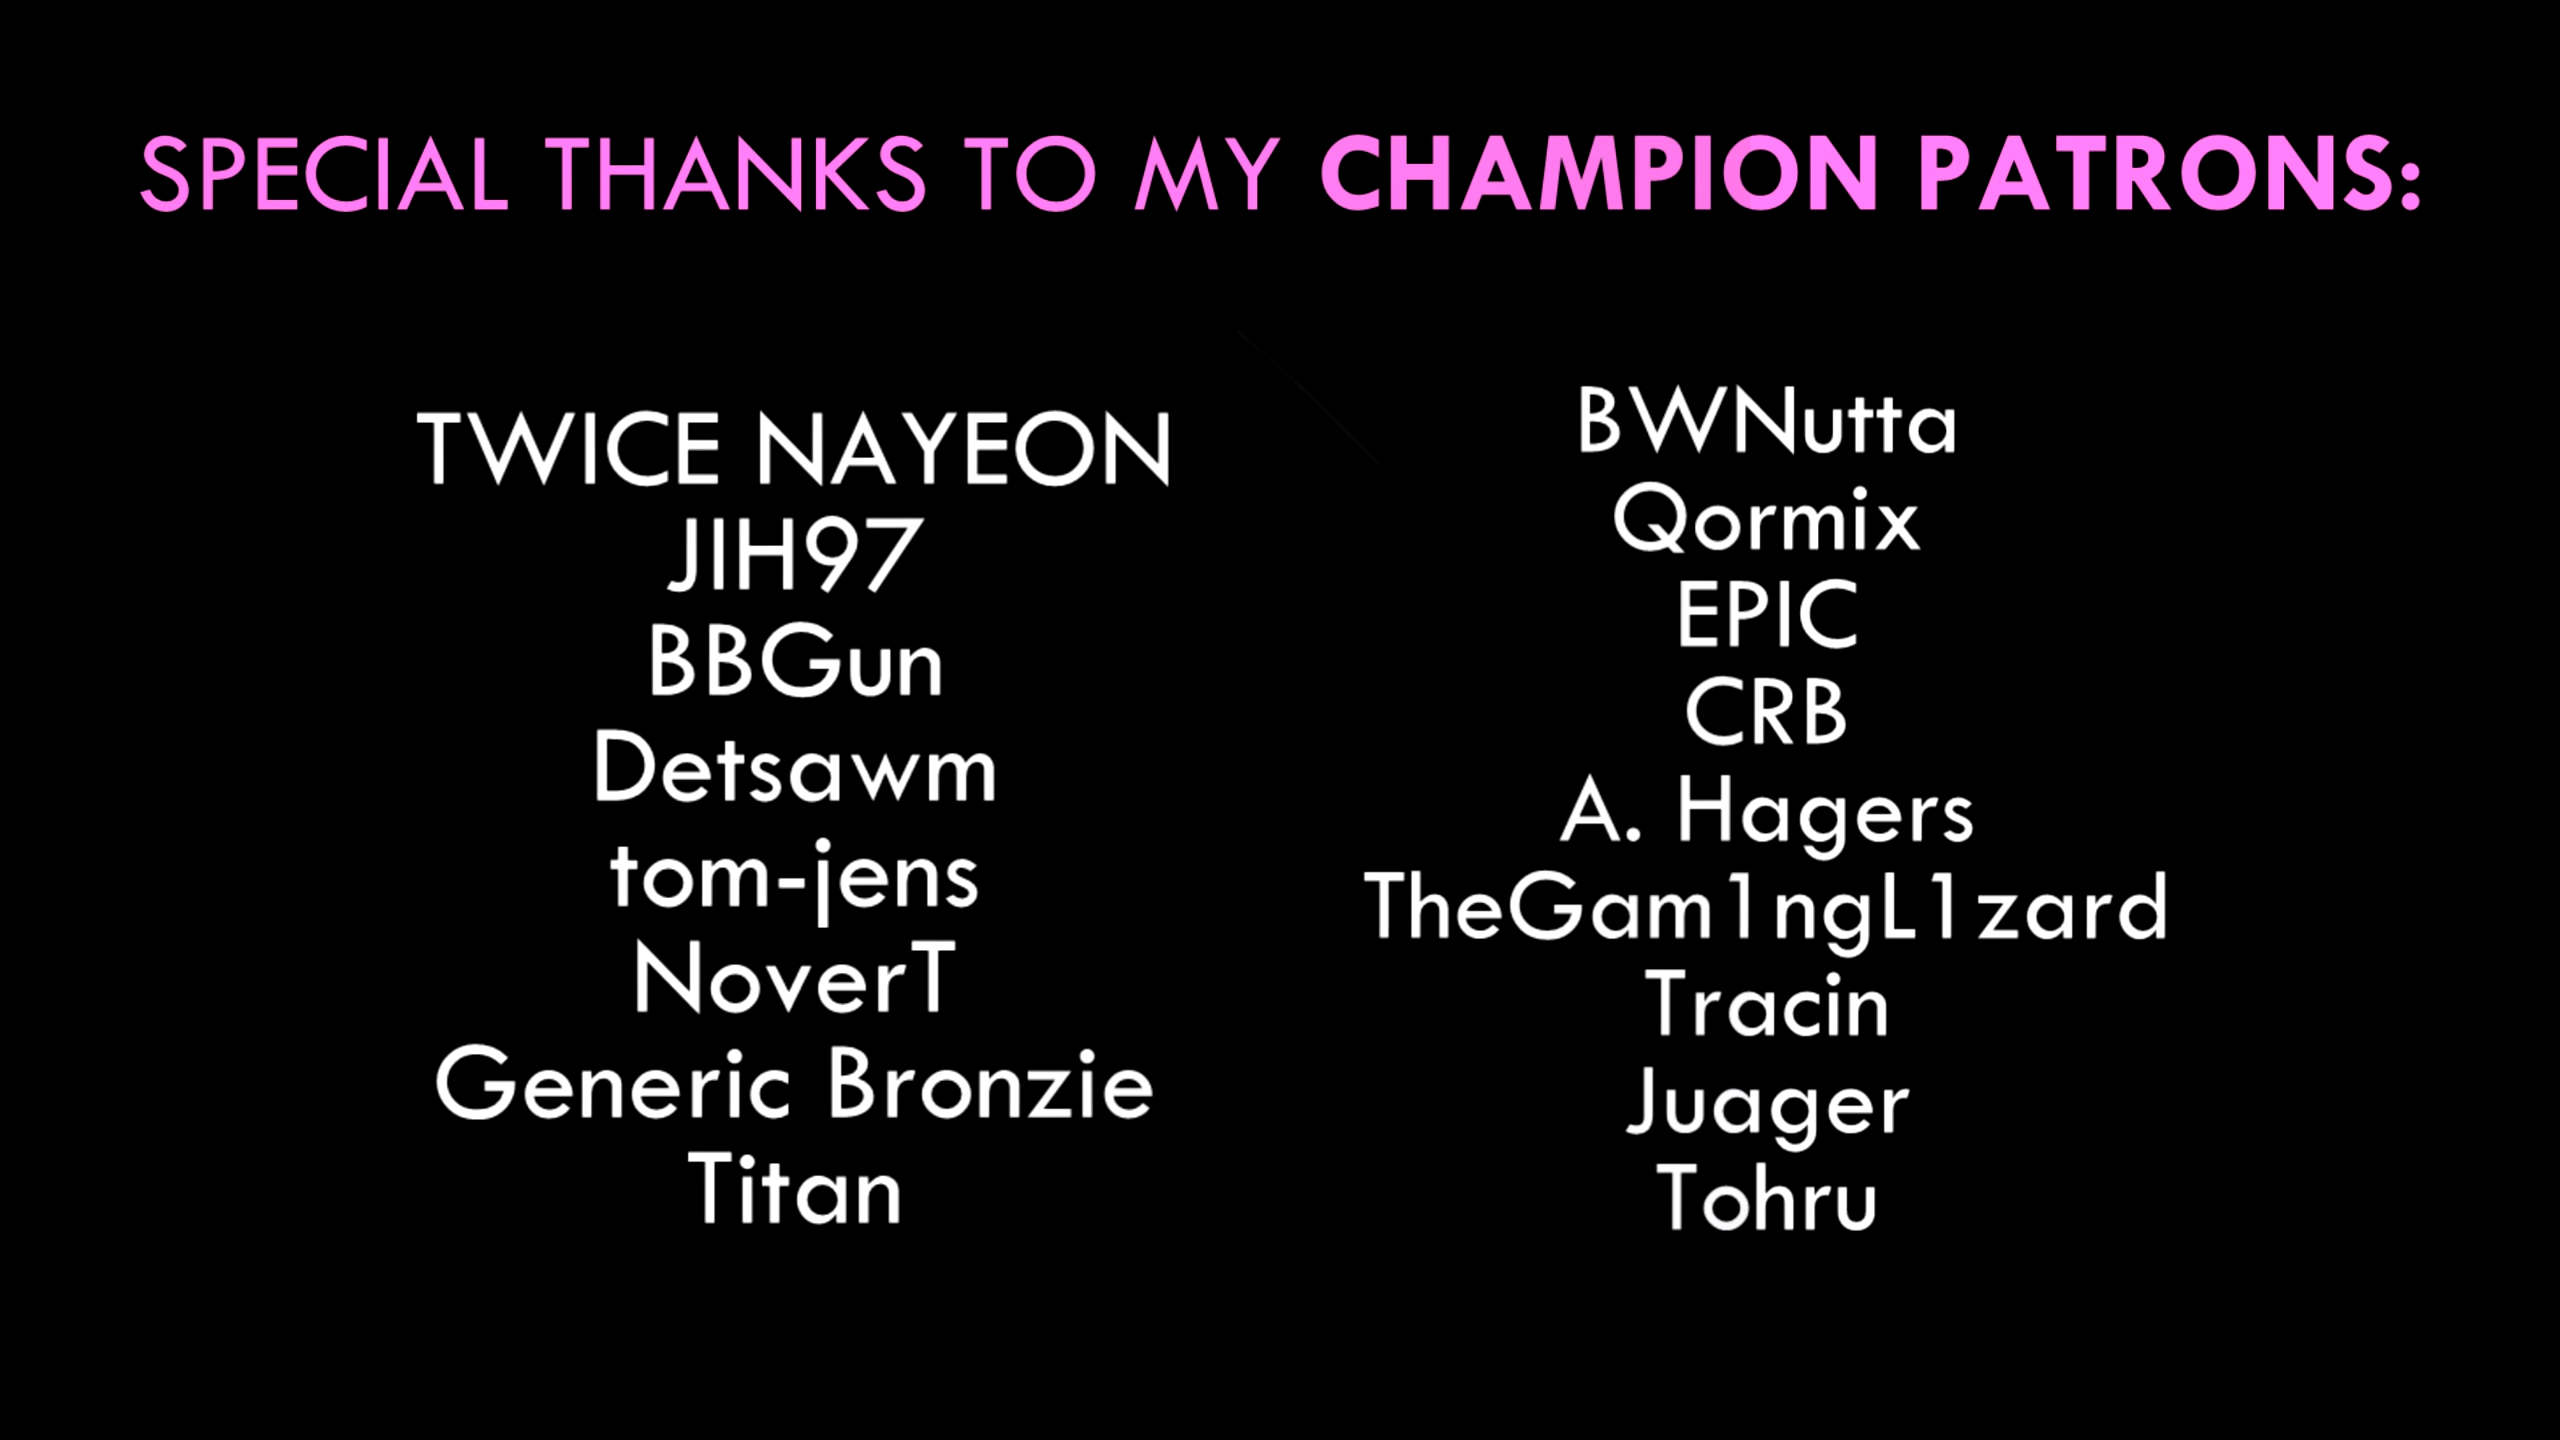 SPECIAL THANKS TO MY CHAMPION PATRONS:
TWICE NAYEON
JIH97
BBGun
Detsawm
tom-jens
NoverT
Generic Bronzie
Titan
BWNutta
Qormix
EPIC
CRB
A. Hagers
TheGam1ngL1zard
Tracin
Juager
Tohru